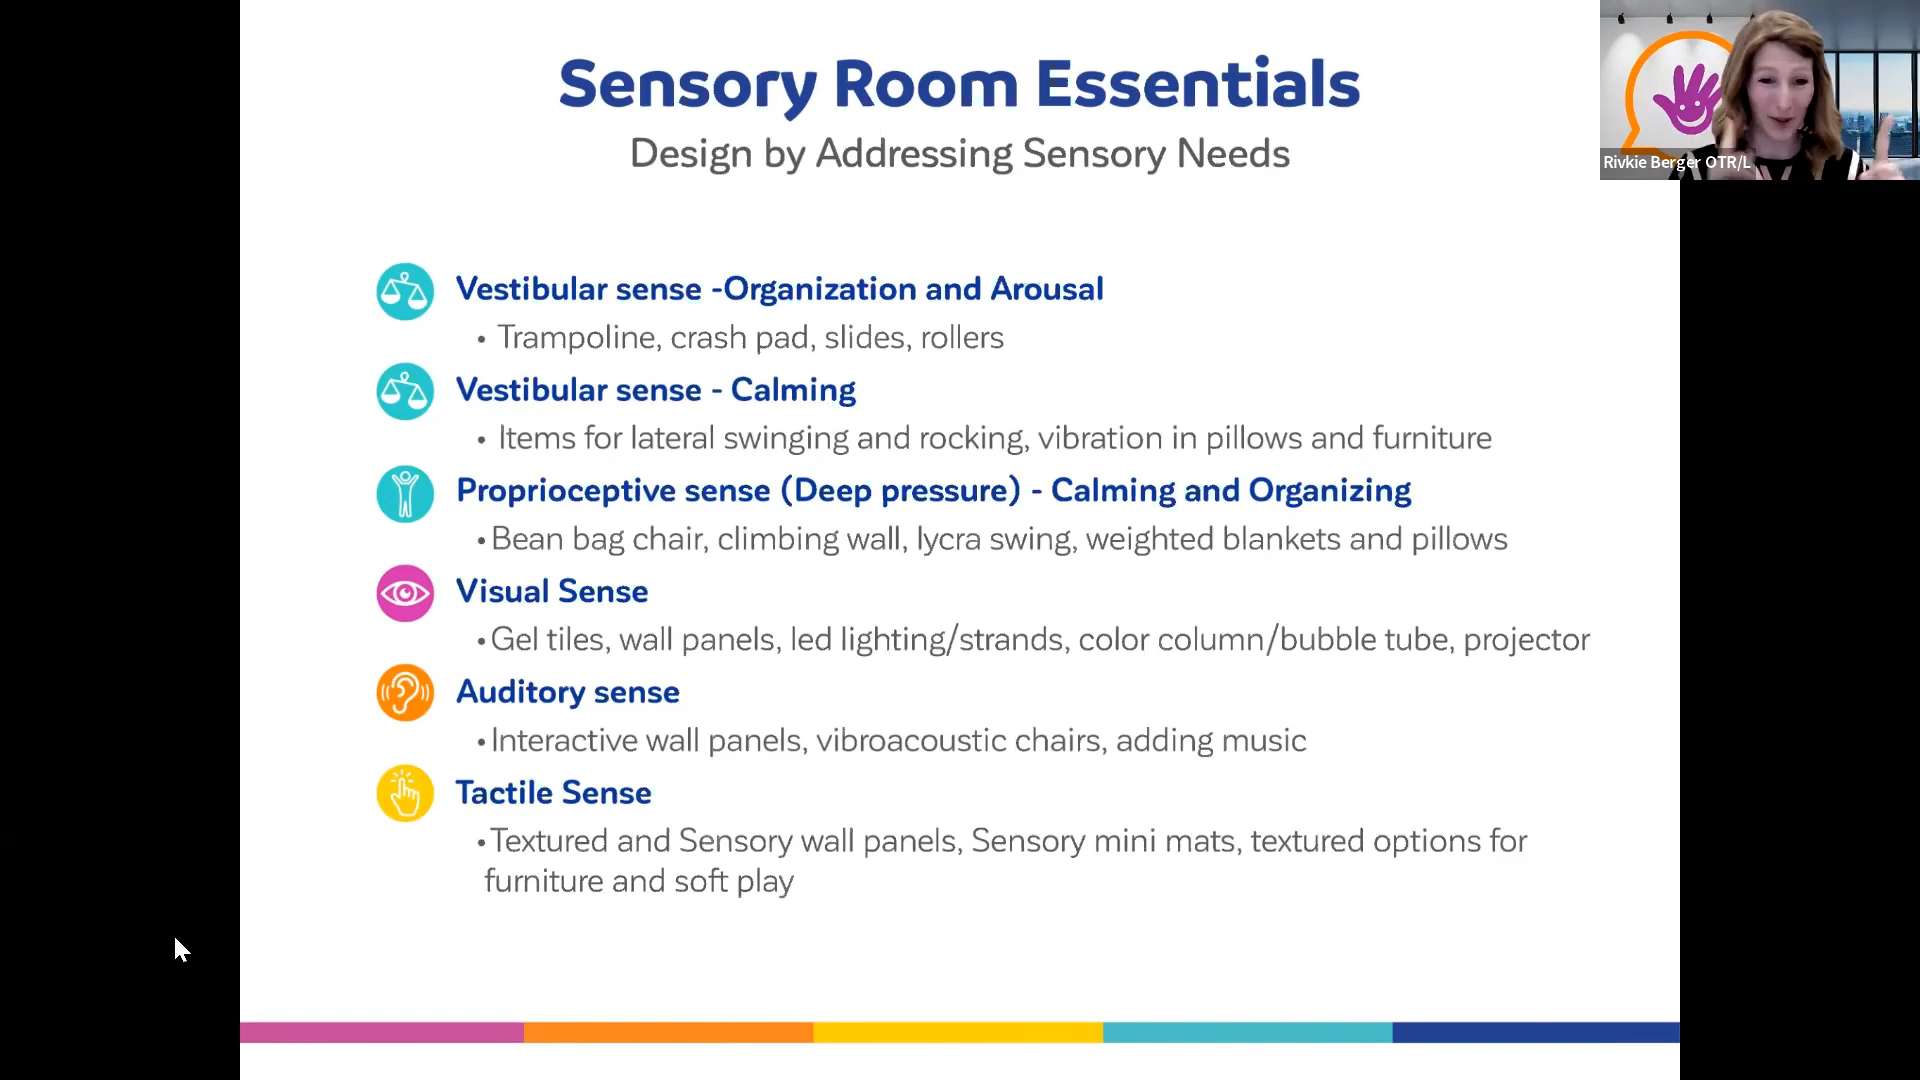 Sensory Room Essentials
Design by Addressing Sensory Needs
Rivkie Berger OTR/L
Vestibular sense -Organization and Arousal
• Trampoline, crash pad, slides, rollers
Vestibular sense - Calming
• Items for lateral swinging and rocking, vibration in pillows and furniture
Proprioceptive sense (Deep pressure) - Calming and Organizing
• Bean bag chair, climbing wall, lycra swing, weighted blankets and pillows
Visual Sense
• Gel tiles, wall panels, led lighting/strands, color column/bubble tube, projector
Auditory sense
• Interactive wall panels, vibroacoustic chairs, adding music
Tactile Sense
• Textured and Sensory wall panels, Sensory mini mats, textured options for
furniture and soft play